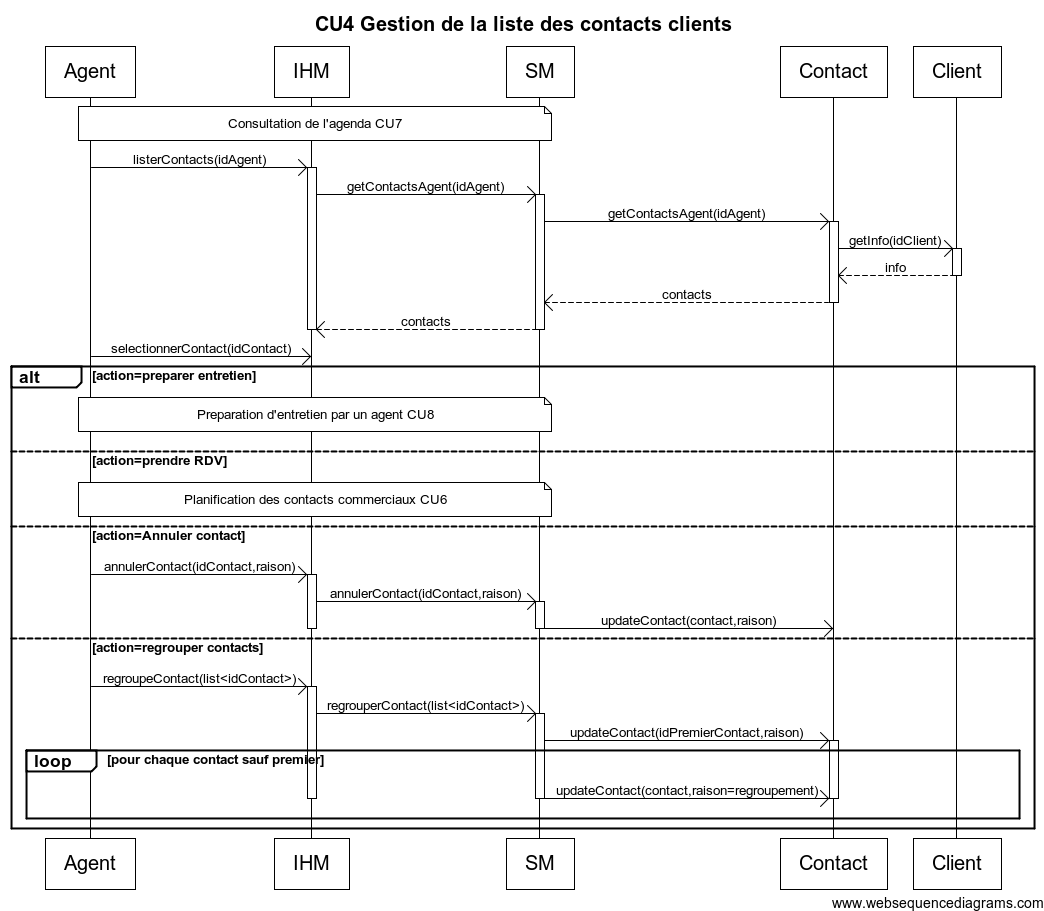 CU4 Gestion de la liste des contacts clients
Agent IHM SM Contact Client
Consultation de l'agenda CU7
listerContacts(idAgent)
getContactsAgent(idAgent)
getContactsAgent(idAgent)
getInfo(idClient)
info
contacts
contacts
selectionnerContact(idContact)
alt [action=preparer entretien]
Preparation d'entretien par un agent CU8
[action=prendre RDV]
Planification des contacts commerciaux CU6
[action=Annuler contact]
annulerContact(idContact,raison)
annulerContact(idContact,raison)
updateContact(contact,raison)
[action=regrouper contacts]
regroupeContact(list<idContact>)
regrouperContact(list<idContact>)
updateContact(idPremierContact,raison)
loop [pour chaque contact sauf premier]
updateContact(contact,raison=regroupement)
Agent IHM SM Contact Client
www.websequencediagrams.com